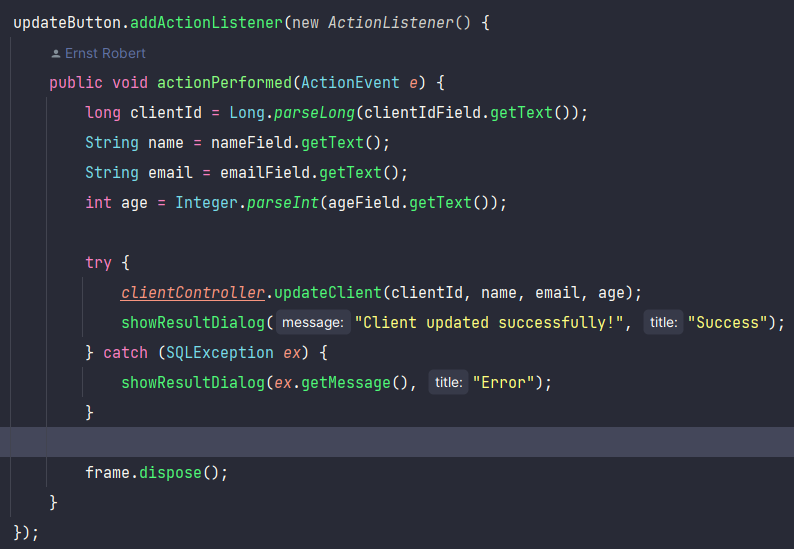 updateButton.addActionListener(new ActionListener() {
Ernst Robert
public void actionPerformed(ActionEvent e) {
long clientId = Long.parseLong(clientIdField.getText());
String name = nameField.getText();
String email = emailField.getText();
int age = Integer.parseInt(ageField.getText());
try {
clientController.updateClient(clientId, name, email, age);
showResultDialog( message: "Client updated successfully!", title: "Success");
} catch (SQLException ex) {
showResultDialog(ex.getMessage(), title: "Error");
}
frame.dispose();
}
});